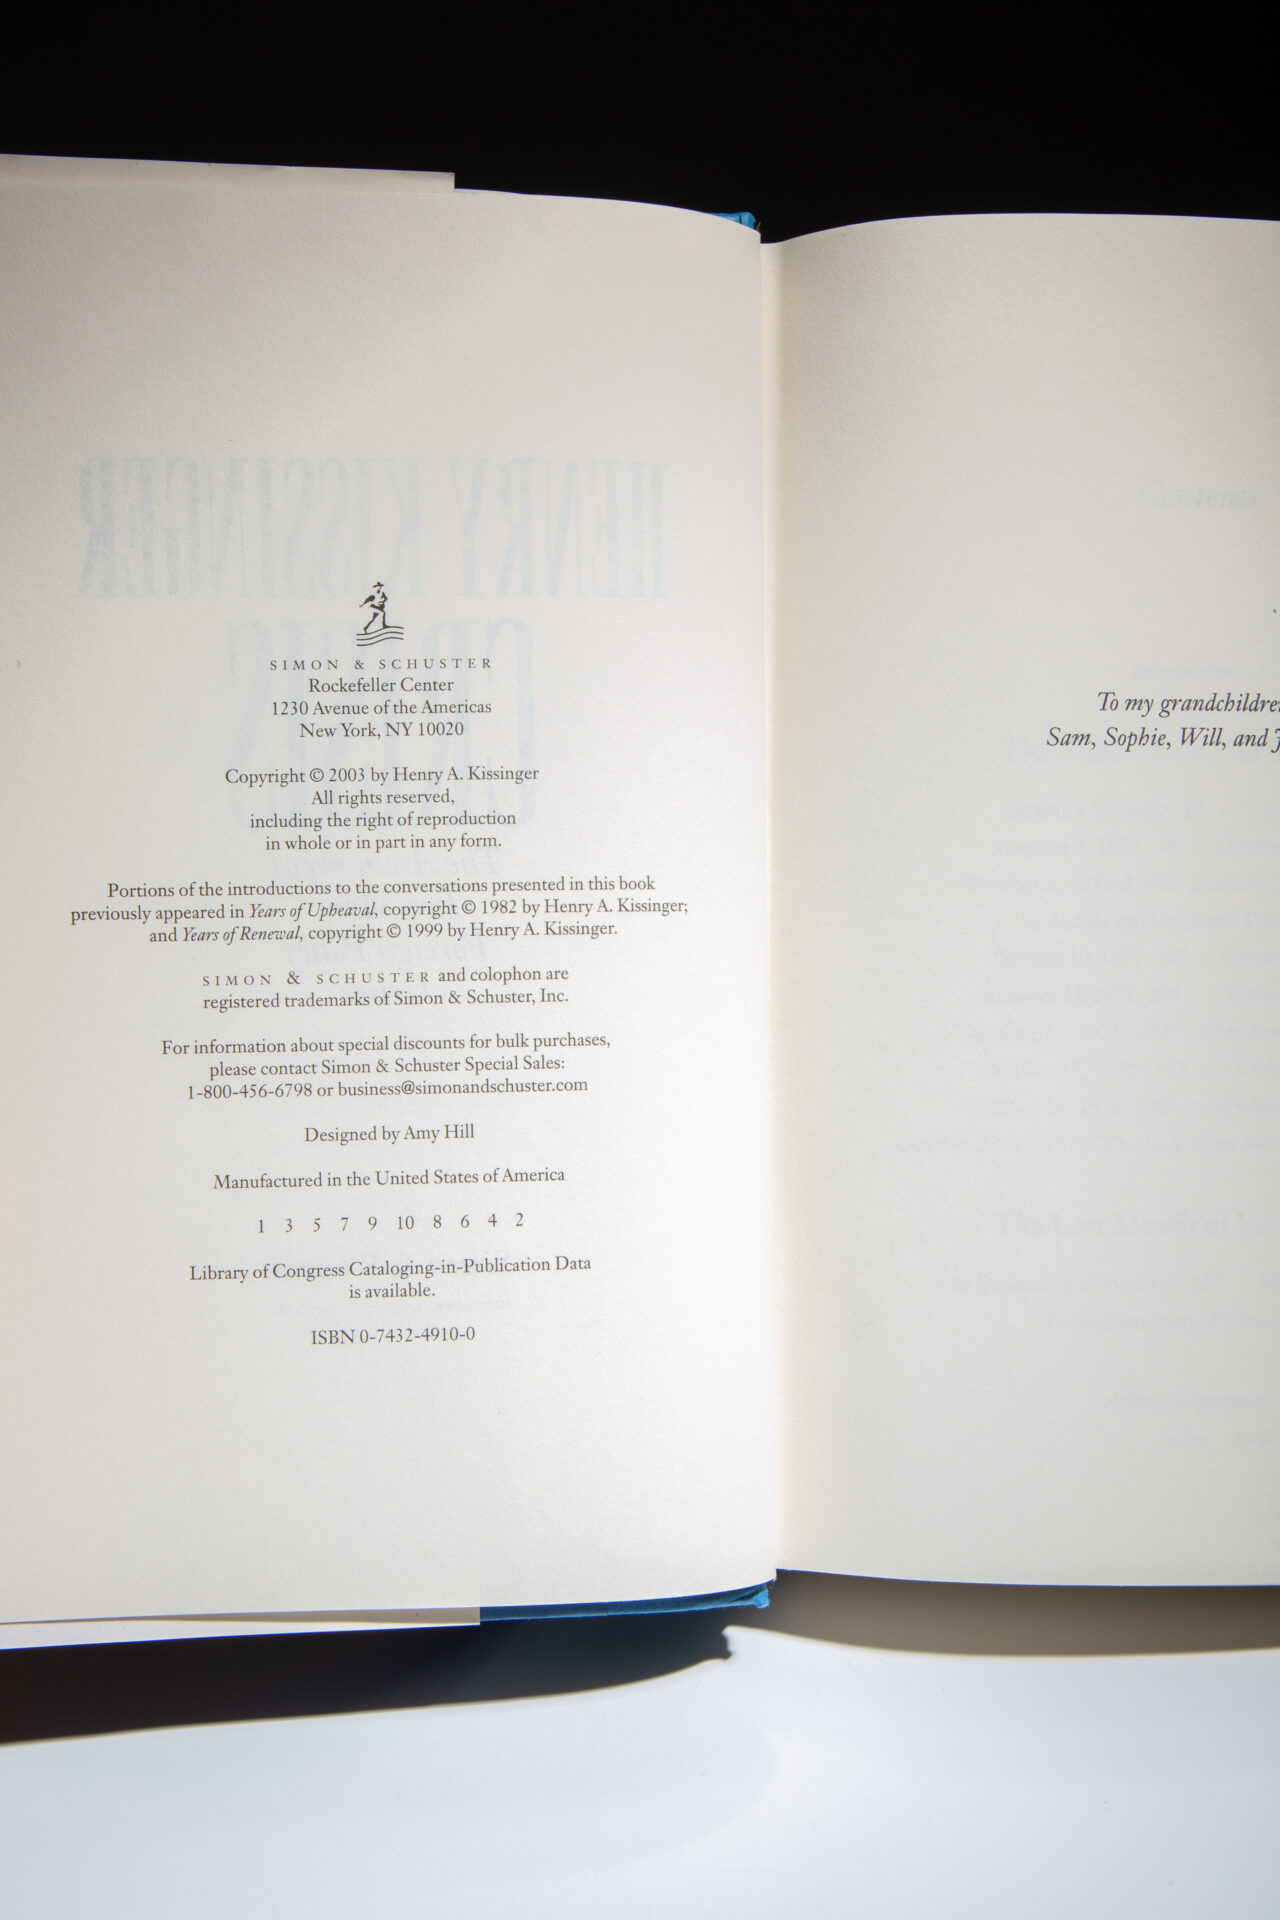 SIMON & SCHUSTER
Rockefeller Center
1230 Avenue of the Americas
New York, NY 10020
Copyright © 2003 by Henry A. Kissinger
All rights reserved,
including the right of reproduction
in whole or in part in any form.
Portions of the introductions to the conversations presented in this book
previously appeared in Years of Upheaval, copyright © 1982 by Henry A. Kissinger;
and Years of Renewal, copyright © 1999 by Henry A. Kissinger.
SIMON & SCHUSTER and colophon are
registered trademarks of Simon & Schuster, Inc.
For information about special discounts for bulk purchases,
please contact Simon & Schuster Special Sales:
1-800-456-6798 or business@simonandschuster.com
Designed by Amy Hill
Manufactured in the United States of America
1 3 5 7 9 10 8 6 4 2
Library of Congress Cataloging-in-Publication Data
is available.
ISBN 0-7432-4910-0
HENRY KISSINGER
CRISIS
Contents
To my grandchildren
Sam, Sophie, Will, and